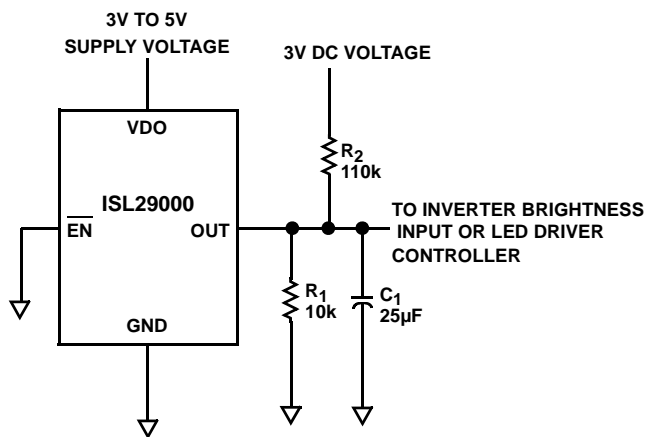 3V TO 5V
SUPPLY VOLTAGE
3V DC VOLTAGE
VDO
R2
110k
ISL29000
EN
OUT
TO INVERTER BRIGHTNESS
INPUT OR LED DRIVER
CONTROLLER
R1
10k
C1
25µF
GND